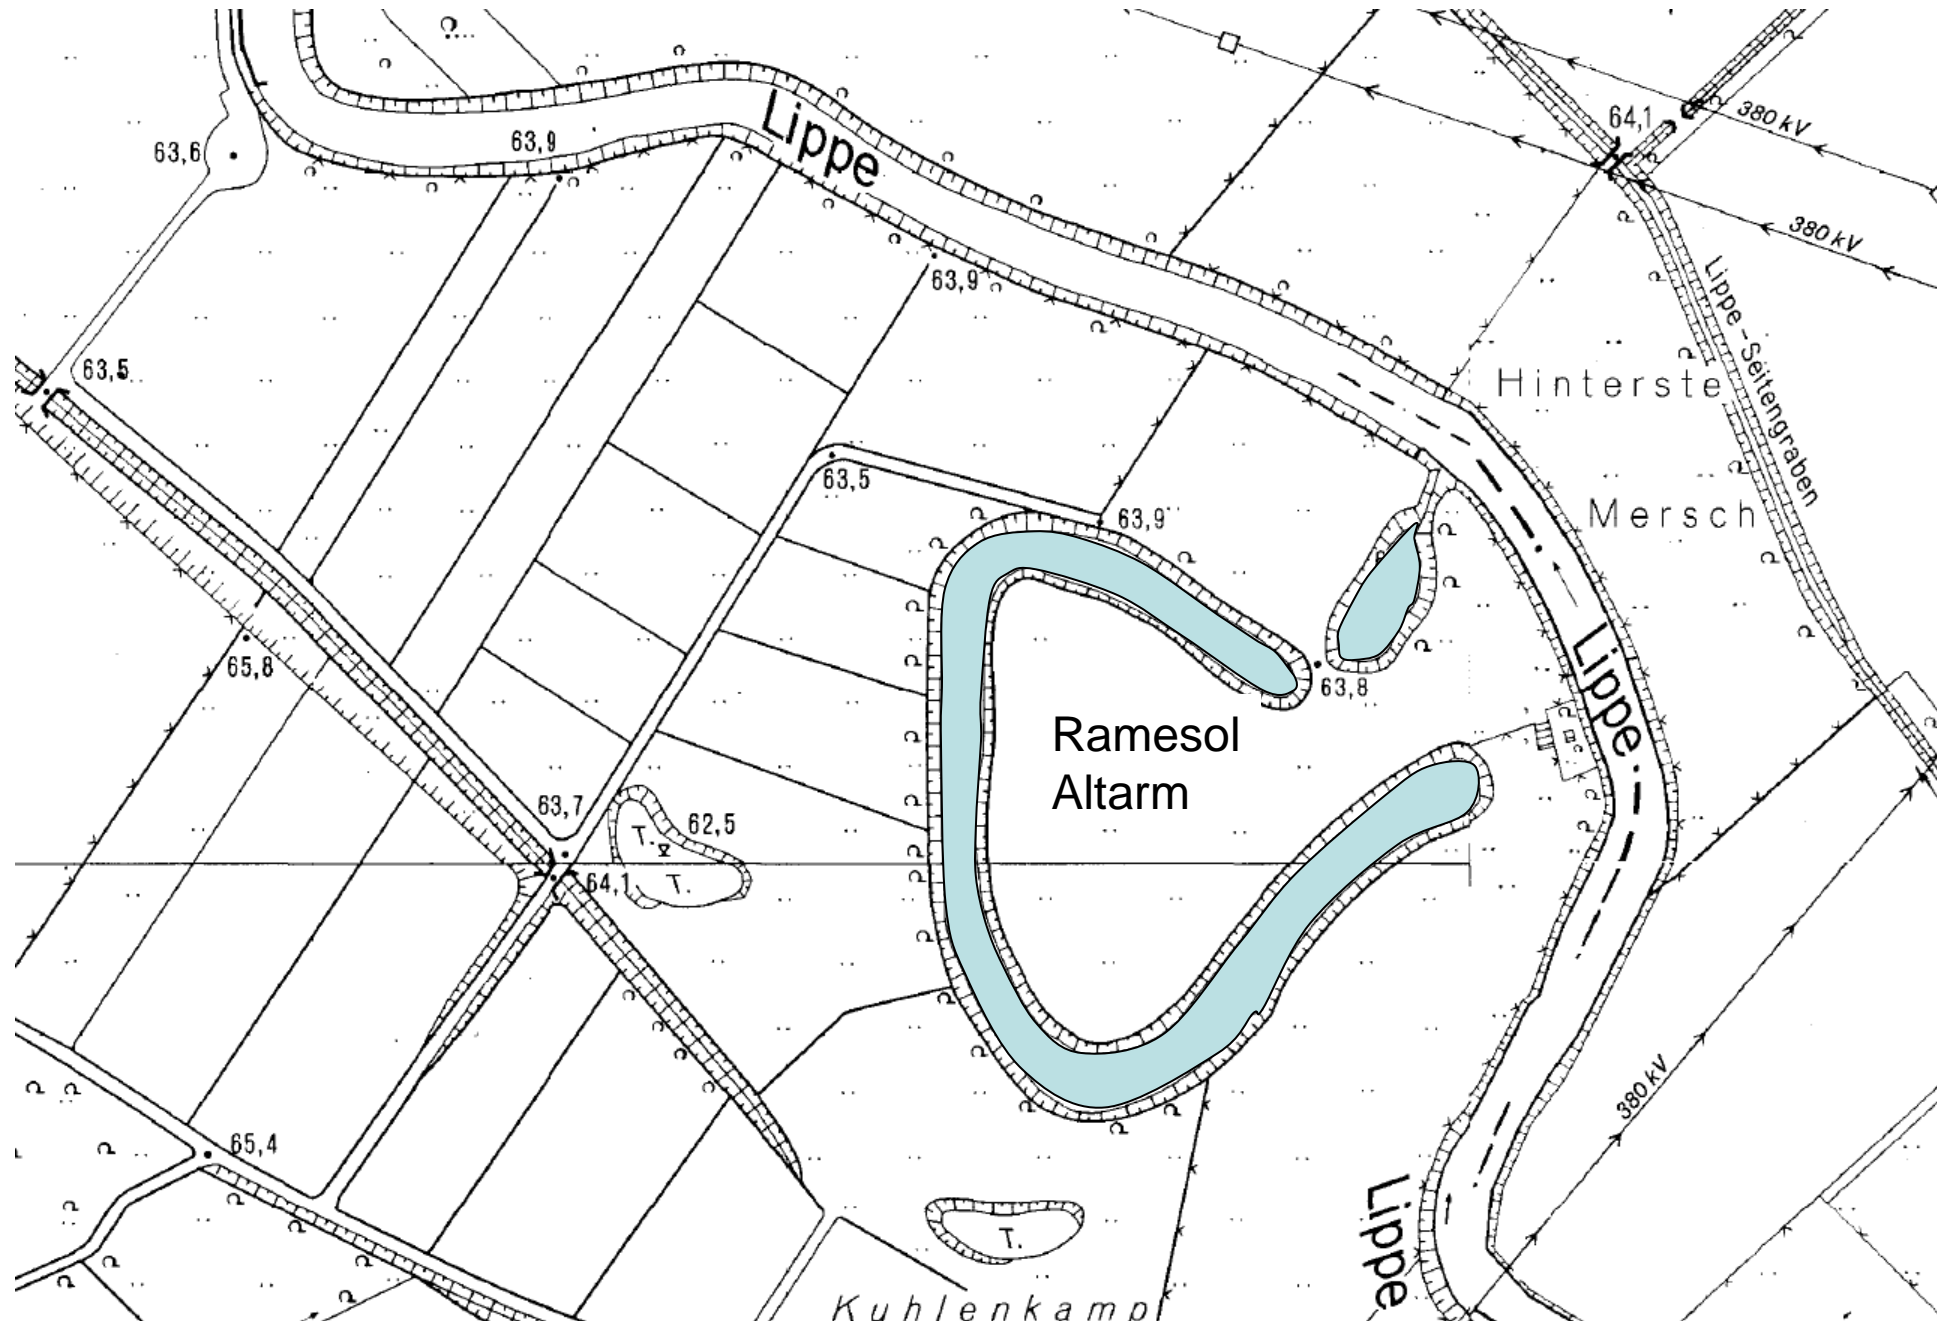 Lippe
64,1
380 kV
63,6
63,9
380 kV
63,9
Lippe-Seitengraben
63,5
Hinterste
63,5
Mersch
63,9
65,8
63,8
Lippe
Ramesol
Altarm
63,7
62,5
T.
T.
64,1
380 kV
65,4
Lippe
T.
Kuhlenkamp